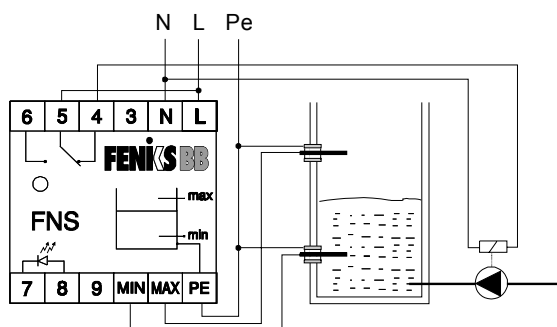 N L Pe
6 5 4 3 N L
FENIKS BB
max
FNS
min
7 8 9 MIN MAX PE